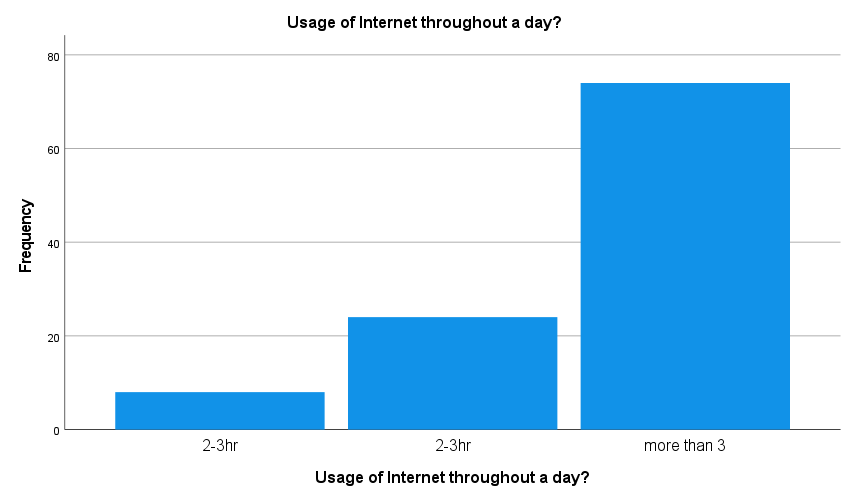 Usage of Internet throughout a day?
80
60
40
20
0
Frequency
2-3hr 2-3hr more than 3
Usage of Internet throughout a day?